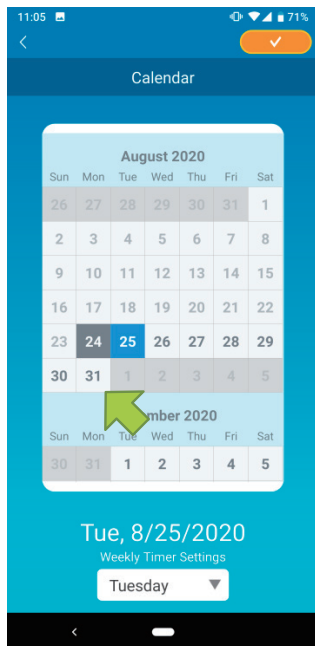 11:05 71%
Calendar
August 2020
Sun Mon Tue Wed Thu Fri Sat
26 27 28 29 30 31 1
2 3 4 5 6 7 8
9 10 11 12 13 14 15
16 17 18 19 20 21 22
23 24 25 26 27 28 29
30 31 1 2 3 4 5
mber 2020
Sun Mon Tue Wed Thu Fri Sat
30 31 1 2 3 4 5
Tue, 8/25/2020
Weekly Timer Settings
Tuesday